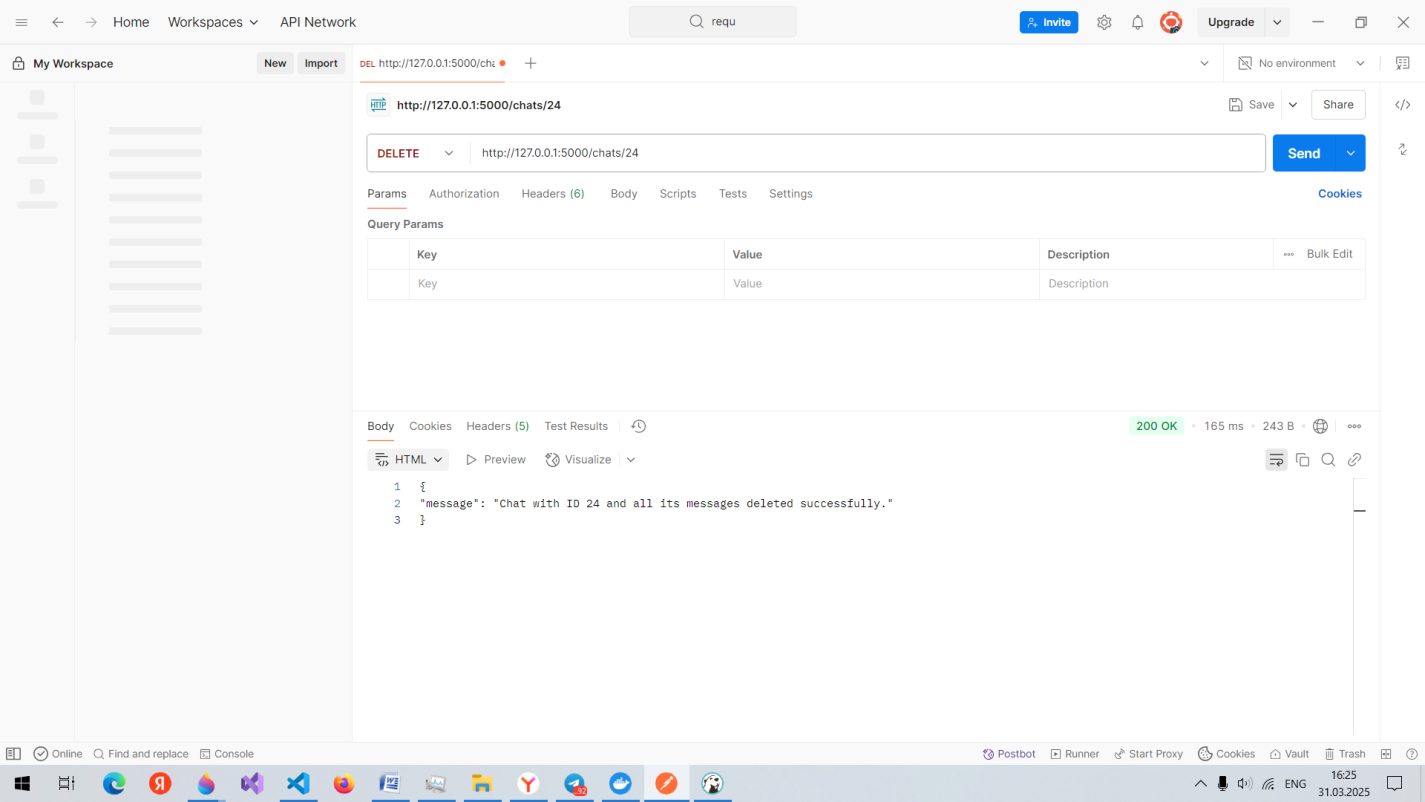 Home Workspaces API Network requ Invite Upgrade
My Workspace New Import DEL http://127.0.0.1:5000/cha No environment
HTTP http://127.0.0.1:5000/chats/24 Save Share
DELETE http://127.0.0.1:5000/chats/24 Send
Params Authorization Headers (6) Body Scripts Tests Settings Cookies
Query Params
Key Value Description Bulk Edit
Key Value Description
Body Cookies Headers (5) Test Results 200 OK 165 ms 243 B
HTML Preview Visualize
1 {
2 "message": "Chat with ID 24 and all its messages deleted successfully."
3 }
Online Find and replace Console Postbot Runner Start Proxy Cookies Vault Trash
Я W Y 92 ENG 16:25
31.03.2025